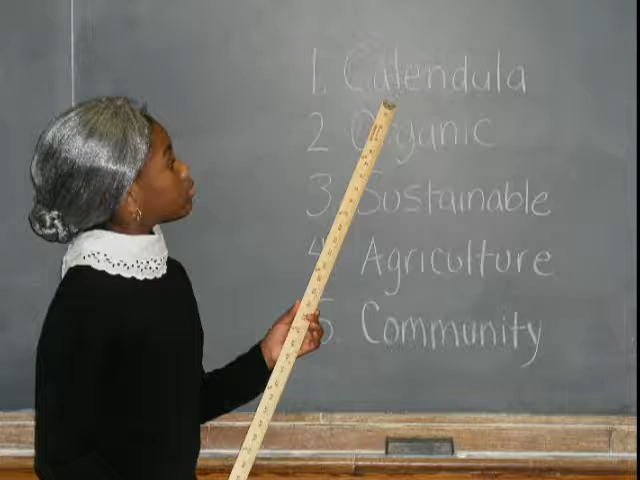 1. Calendula
2 Organic
3. Sustainable
4. Agriculture
5. Community